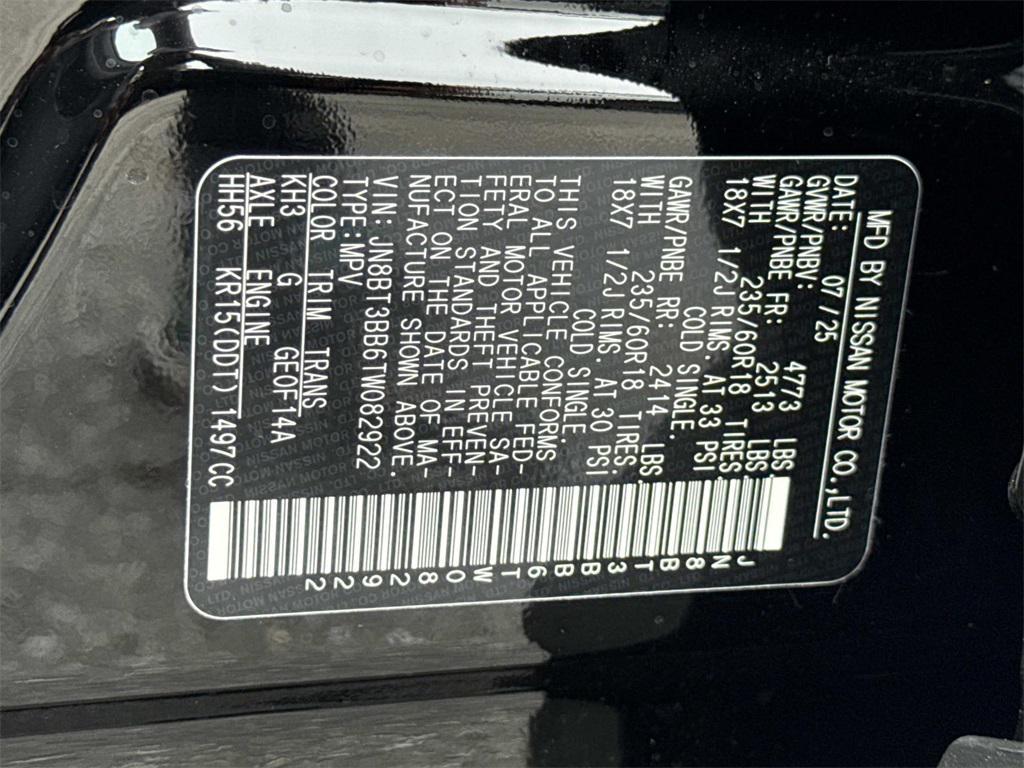 MFD BY NISSAN MOTOR CO.,LTD.
DATE: 07/25
GVWR/PNBV: 4773 LBS.
GAWR/PNBE FR: 2513 LBS.
WITH 235/60R18 TIRES.
18X7 1/2J RIMS. AT 33 PSI
COLD SINGLE.
GAWR/PNBE RR: 2414 LBS.
WITH 235/60R18 TIRES.
18X7 1/2J RIMS. AT 30 PSI
COLD SINGLE.
THIS VEHICLE CONFORMS
TO ALL APPLICABLE FED-
ERAL MOTOR VEHICLE SA-
FETY AND THEFT PREVEN-
TION STANDARDS IN EFF-
ECT ON THE DATE OF MA-
NUFACTURE SHOWN ABOVE.
VIN: JN8BT3BB6TW082922
TYPE:MPV
COLOR TRIM TRANS
KH3 G GE0F14A
AXLE ENGINE
HH56 KR15(DDT)1497CC
JN8BT3BB6TW082922